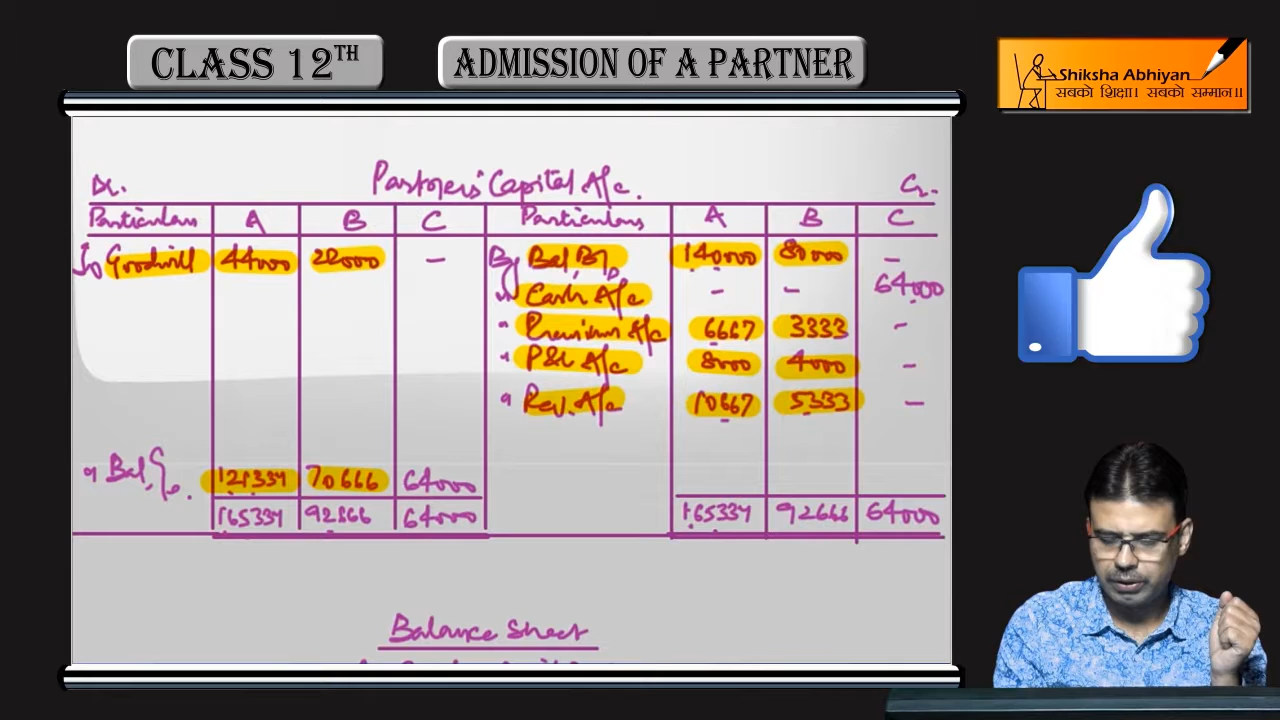 CLASS 12TH
ADMISSION OF A PARTNER
Shiksha Abhiyan
सबको शिक्षा। सबको सम्मान॥
Dr. Partners' Capital A/c. Cr.
Particulars A B C Particulars A B C
To Goodwill 44000 22000 - By Bal. B/D 140000 80000 -
" Cash A/c - - 64000
" Premium A/c 6667 3333 -
" P&L A/c 8000 4000 -
" Rev. A/c 10667 5333 -
" Bal. C/D. 121334 70666 64000
165334 92666 64000 165334 92666 64000
Balance Sheet